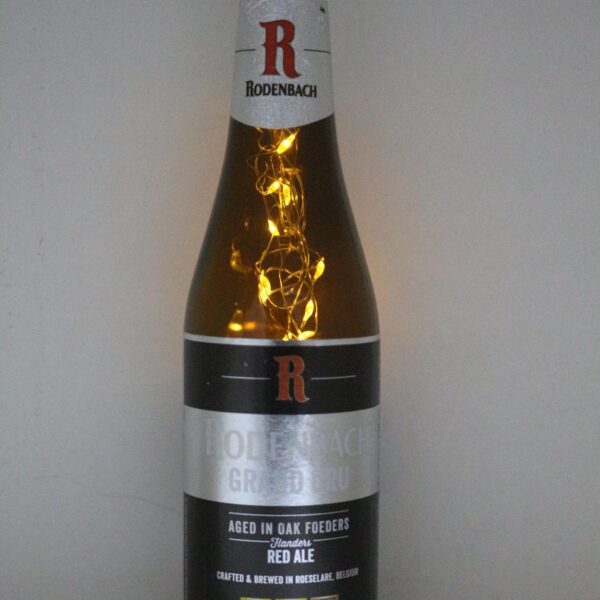 R
RODENBACH
R
RODENBACH
GRAND CRU
AGED IN OAK FOEDERS
Flanders
RED ALE
CRAFTED & BREWED IN ROESELARE, BELGIUM